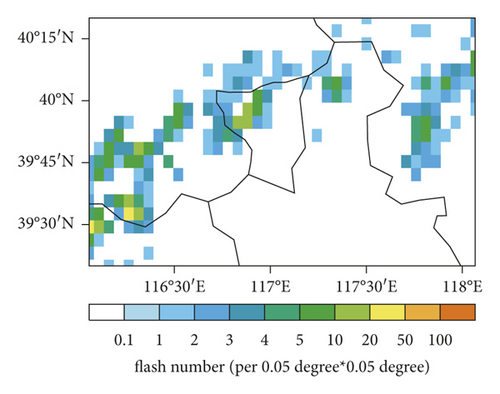 40°15′N
40°N
39°45′N
39°30′N
116°30′E 117°E 117°30′E 118°E
0.1 1 2 3 4 5 10 20 50 100
flash number (per 0.05 degree*0.05 degree)